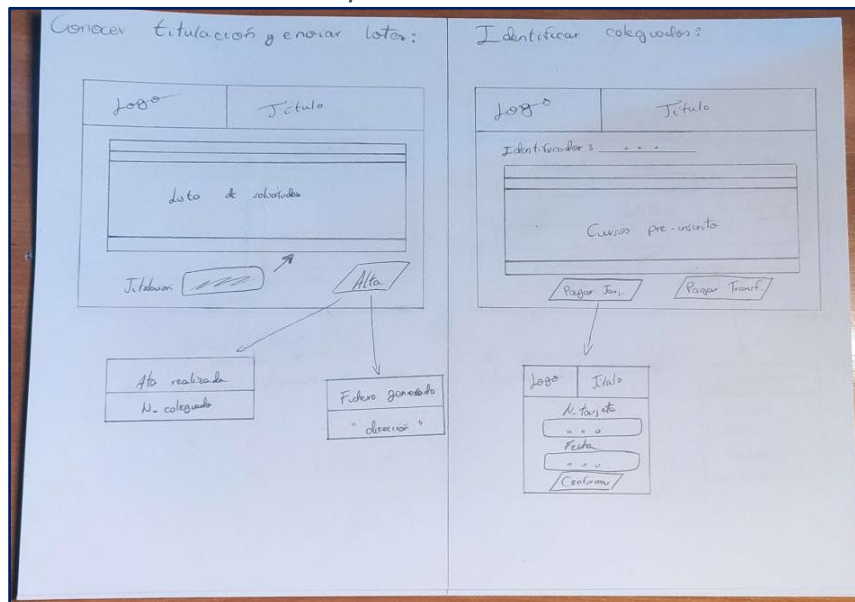 Conocer titulación y enviar lotes:
Logo
Título
Lista de solicitudes
Titulacion
Alta
Alta realizada
N_ colegiado
Fichero generado
" dirección "
Identificar colegiados:
Logo
Título
Identificador: . . .
Cursos pre-inscrito
Pagar Tarj.
Pagar Transf.
Logo
Título
N. tarjeta
. . .
Fecha
. . .
Confirmar